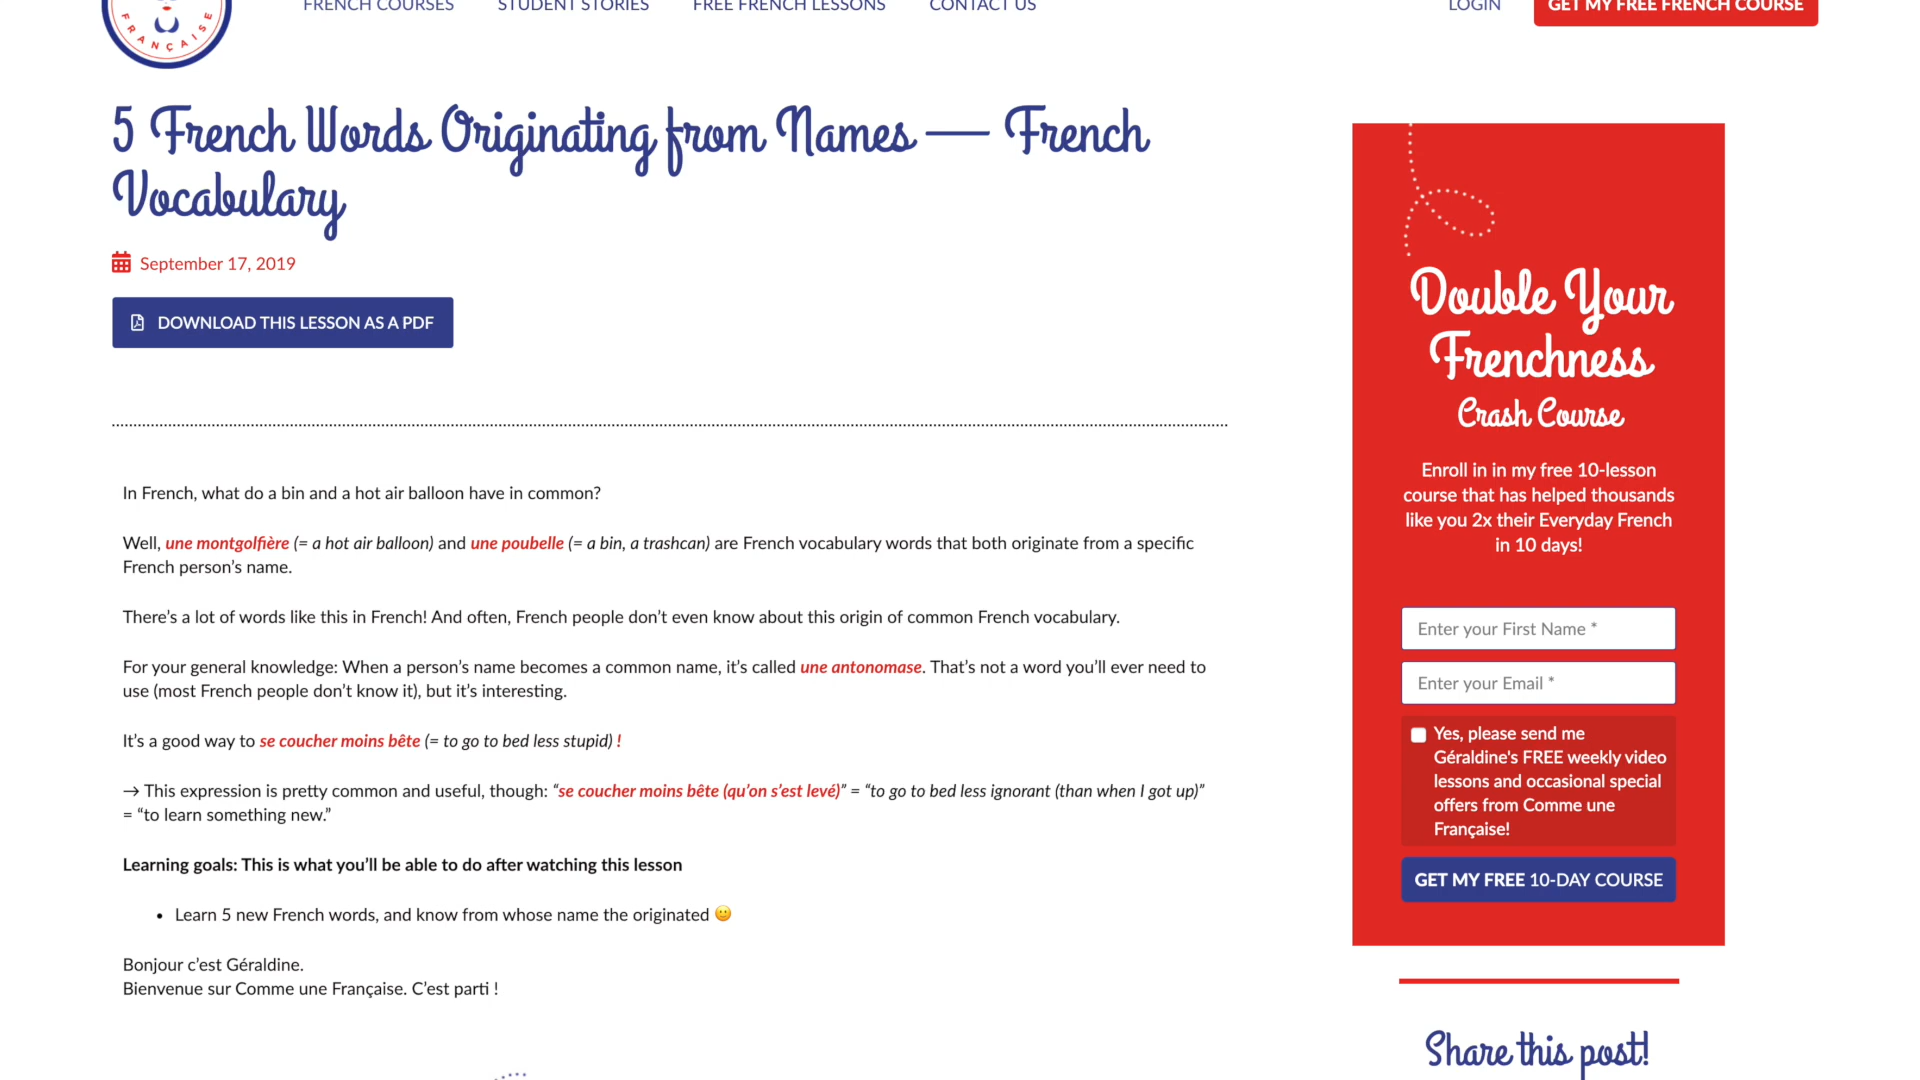 FRENCH COURSES
STUDENT STORIES
FREE FRENCH LESSONS
CONTACT US
LOGIN
GET MY FREE FRENCH COURSE
FRANÇAISE
5 French Words Originating from Names — French
Vocabulary
September 17, 2019
DOWNLOAD THIS LESSON AS A PDF
In French, what do a bin and a hot air balloon have in common?
Well, une montgolfière (= a hot air balloon) and une poubelle (= a bin, a trashcan) are French vocabulary words that both originate from a specific
French person’s name.
There’s a lot of words like this in French! And often, French people don’t even know about this origin of common French vocabulary.
For your general knowledge: When a person’s name becomes a common name, it’s called une antonomase. That’s not a word you’ll ever need to
use (most French people don’t know it), but it’s interesting.
It’s a good way to se coucher moins bête (= to go to bed less stupid) !
→ This expression is pretty common and useful, though: “se coucher moins bête (qu’on s’est levé)” = “to go to bed less ignorant (than when I got up)”
= “to learn something new.”
Learning goals: This is what you’ll be able to do after watching this lesson
• Learn 5 new French words, and know from whose name the originated 🙂
Bonjour c’est Géraldine.
Bienvenue sur Comme une Française. C’est parti !
Double Your
Frenchness
Crash Course
Enroll in in my free 10-lesson
course that has helped thousands
like you 2x their Everyday French
in 10 days!
Enter your First Name *
Enter your Email *
Yes, please send me
Géraldine's FREE weekly video
lessons and occasional special
offers from Comme une
Française!
GET MY FREE 10-DAY COURSE
Share this post!